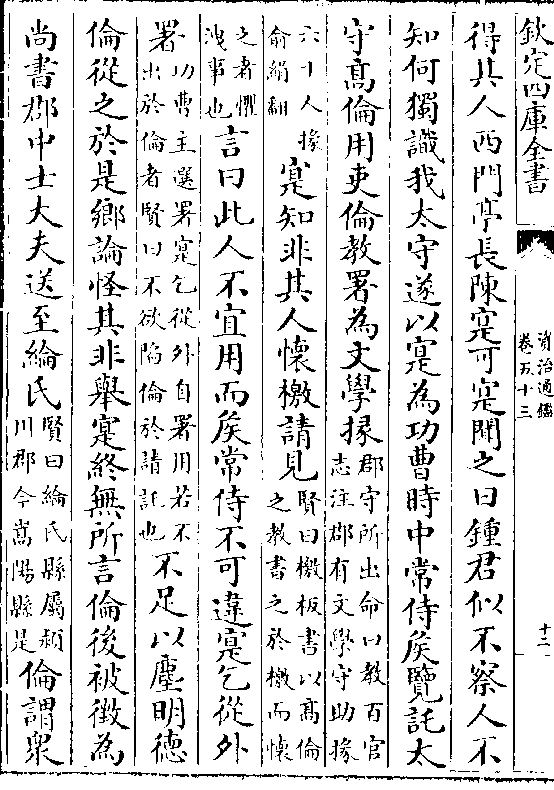 欽定四庫全書
資治通鑑
卷五十三
十二
得其人西門亭長陳寔可寔聞之曰鍾君似不察人不
知何獨識我太守遂以寔為功曹時中常侍侯覽託太
守髙倫用吏倫教署為文學掾郡守所出命曰教百官
志注郡有文學守助掾
六十人掾
俞絹翻寔知非其人懷檄請見賢曰檄板書以髙倫
之教書之於檄而懷
之者懼
洩事也言曰此人不宜用而侯常侍不可違寔乞從外
署功曹主選署寔乞從外自署用若不
出於倫者賢曰不欲陷倫於請託也不足以塵明德
倫從之於是鄉論怪其非舉寔終無所言倫後被徴為
尚書郡中士大夫送至綸氏賢曰綸氏縣屬潁
川郡今嵩陽縣是倫謂衆